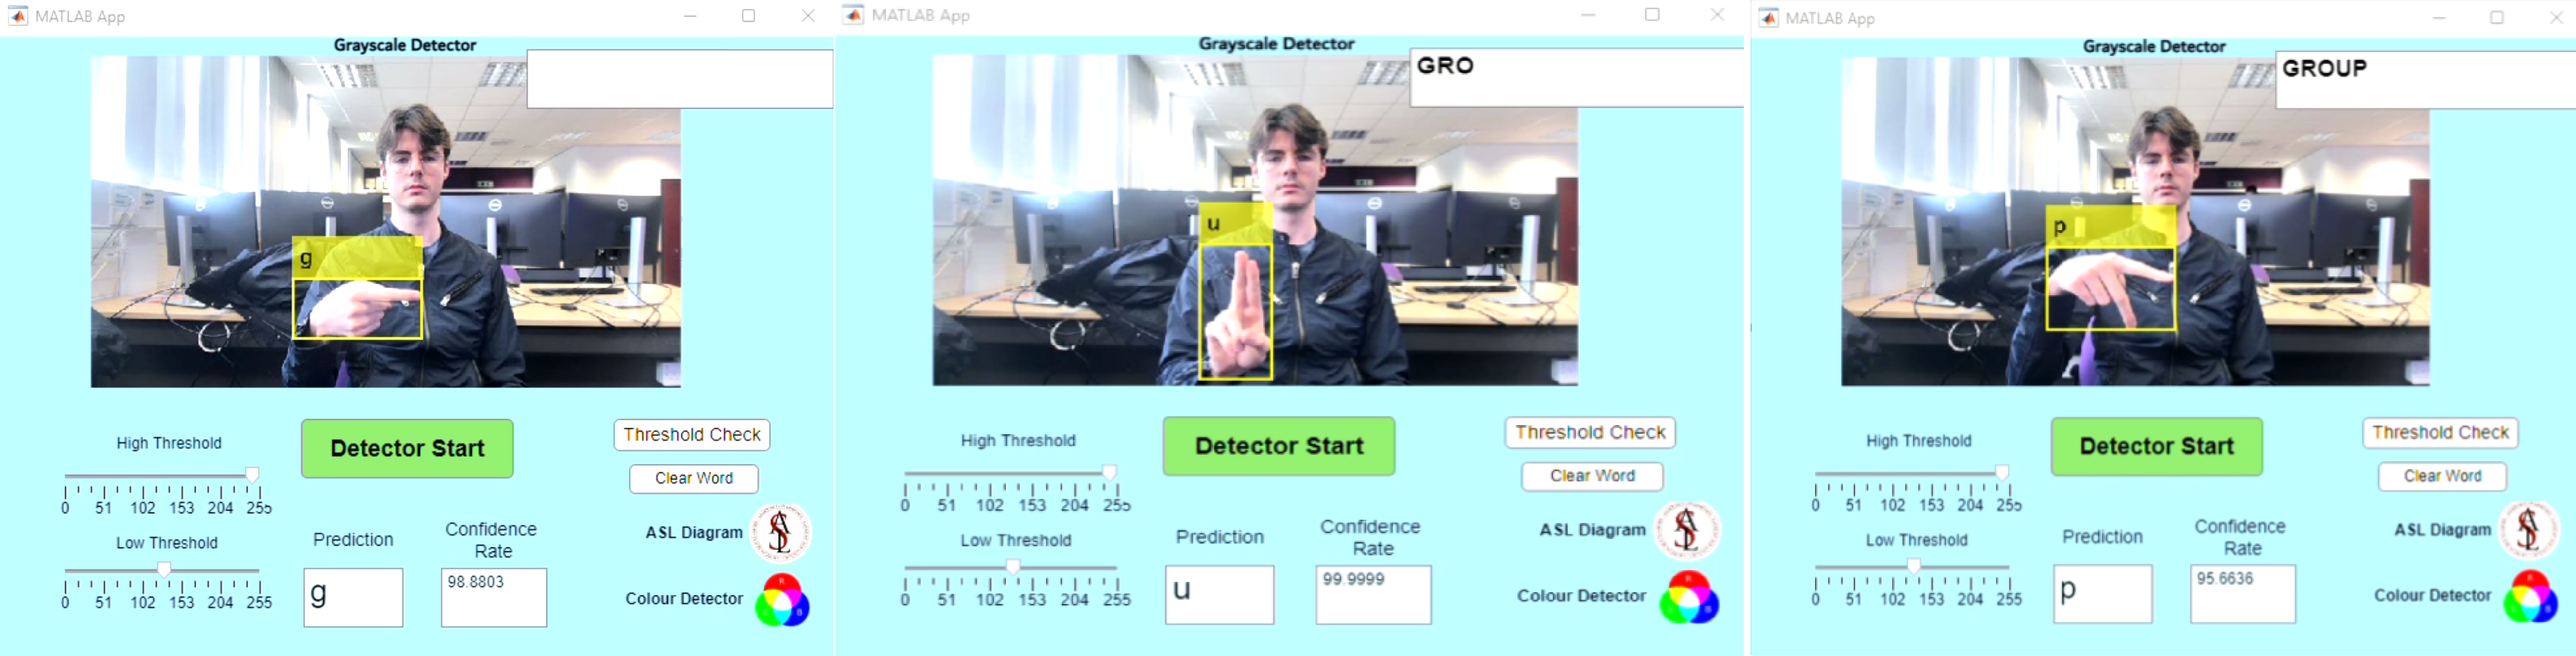 MATLAB App
Grayscale Detector
g
High Threshold
0 51 102 153 204 255
Low Threshold
0 51 102 153 204 255
Detector Start
Prediction
g
Confidence
Rate
98.8803
Threshold Check
Clear Word
ASL Diagram
ASL
Colour Detector
R
B
MATLAB App
Grayscale Detector
GRO
u
High Threshold
0 51 102 153 204 255
Low Threshold
0 51 102 153 204 255
Detector Start
Prediction
u
Confidence
Rate
99.9999
Threshold Check
Clear Word
ASL Diagram
ASL
Colour Detector
R
B
MATLAB App
Grayscale Detector
GROUP
p
High Threshold
0 51 102 153 204 255
Low Threshold
0 51 102 153 204 255
Detector Start
Prediction
p
Confidence
Rate
95.6636
Threshold Check
Clear Word
ASL Diagram
ASL
Colour Detector
R
B